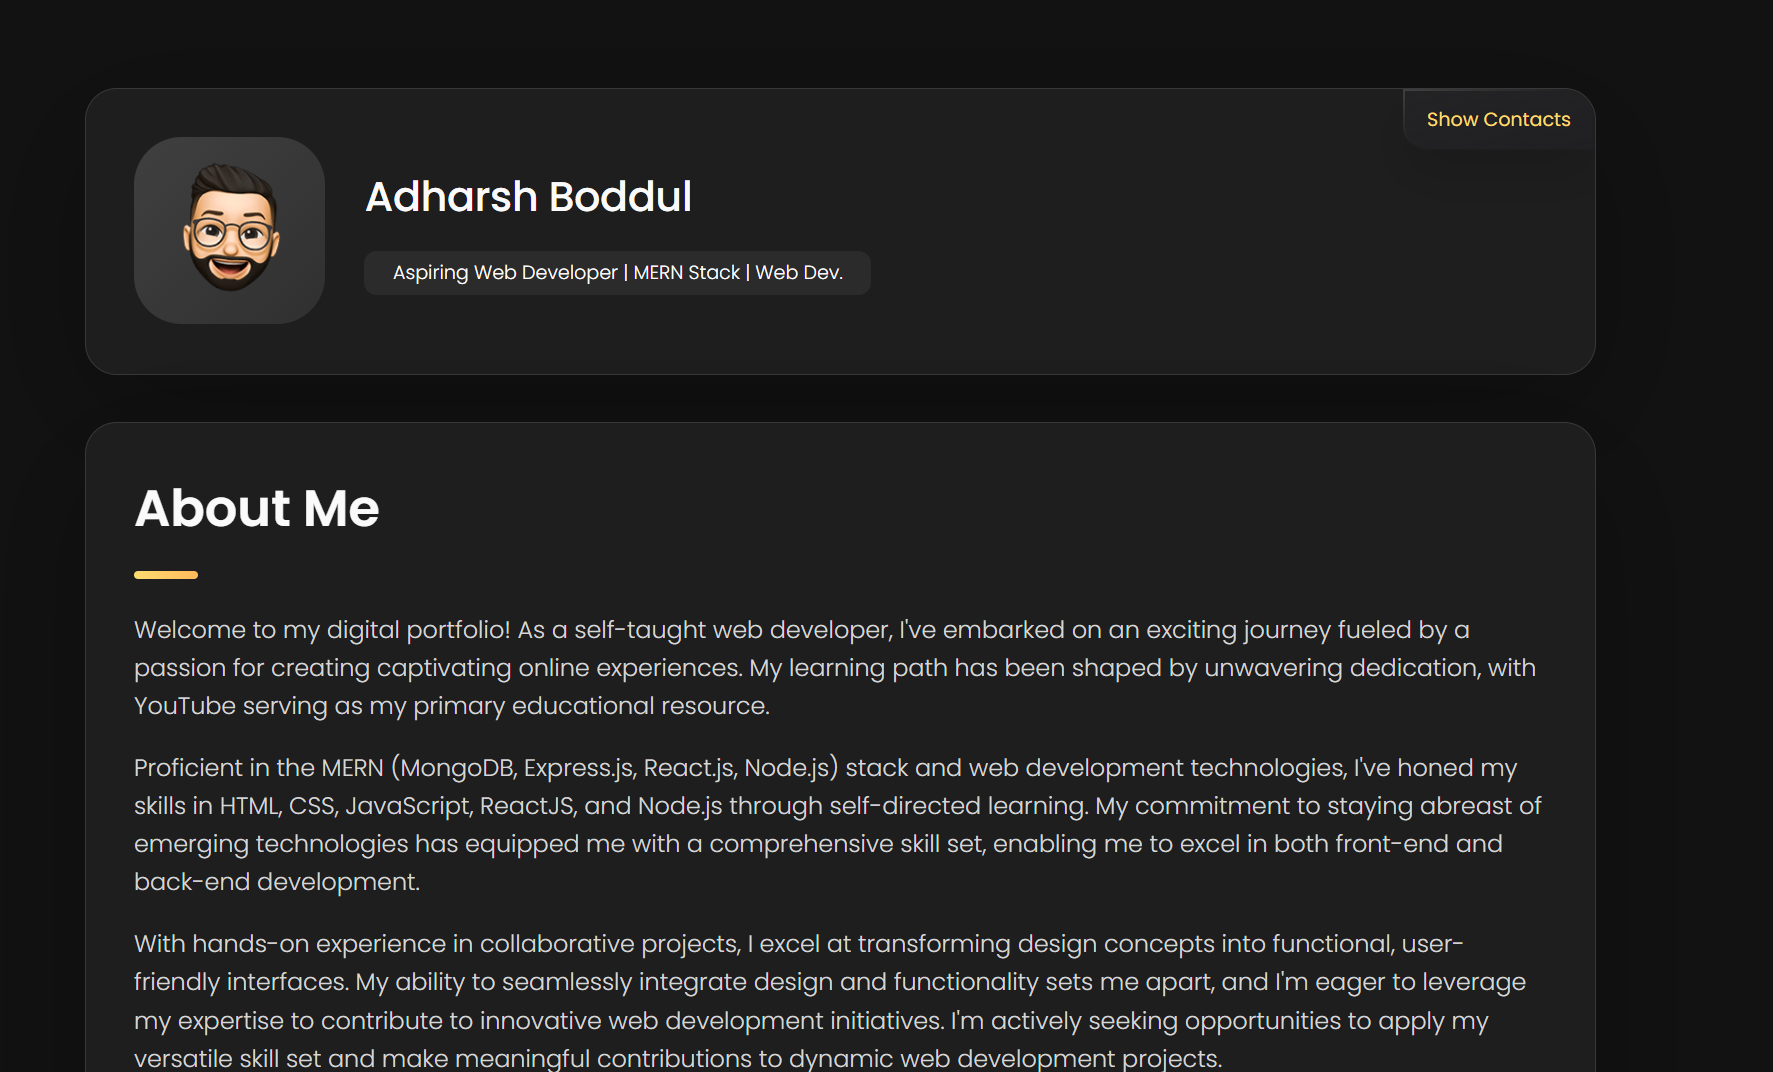 Show Contacts
Adharsh Boddul
Aspiring Web Developer | MERN Stack | Web Dev.
About Me
Welcome to my digital portfolio! As a self-taught web developer, I've embarked on an exciting journey fueled by a
passion for creating captivating online experiences. My learning path has been shaped by unwavering dedication, with
YouTube serving as my primary educational resource.
Proficient in the MERN (MongoDB, Express.js, React.js, Node.js) stack and web development technologies, I've honed my
skills in HTML, CSS, JavaScript, ReactJS, and Node.js through self-directed learning. My commitment to staying abreast of
emerging technologies has equipped me with a comprehensive skill set, enabling me to excel in both front-end and
back-end development.
With hands-on experience in collaborative projects, I excel at transforming design concepts into functional, user-
friendly interfaces. My ability to seamlessly integrate design and functionality sets me apart, and I'm eager to leverage
my expertise to contribute to innovative web development initiatives. I'm actively seeking opportunities to apply my
versatile skill set and make meaningful contributions to dynamic web development projects.